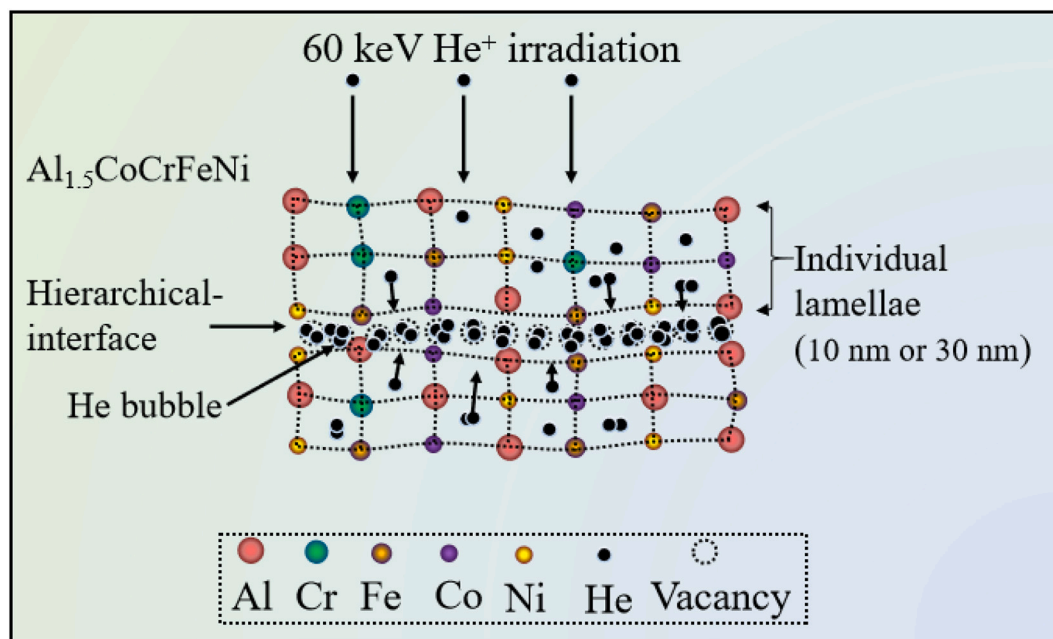 60 keV He⁺ irradiation
Al₁.₅CoCrFeNi
Hierarchical-
interface
He bubble
Individual
lamellae
(10 nm or 30 nm)
Al Cr Fe Co Ni He Vacancy